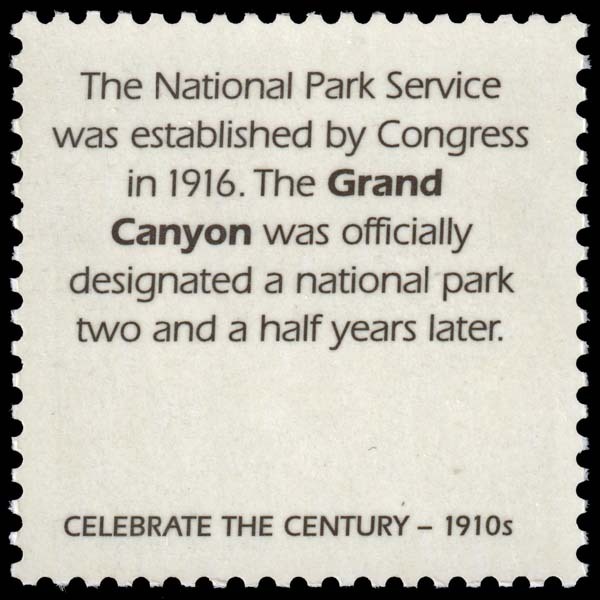 The National Park Service
was established by Congress
in 1916. The Grand
Canyon was officially
designated a national park
two and a half years later.
CELEBRATE THE CENTURY – 1910s